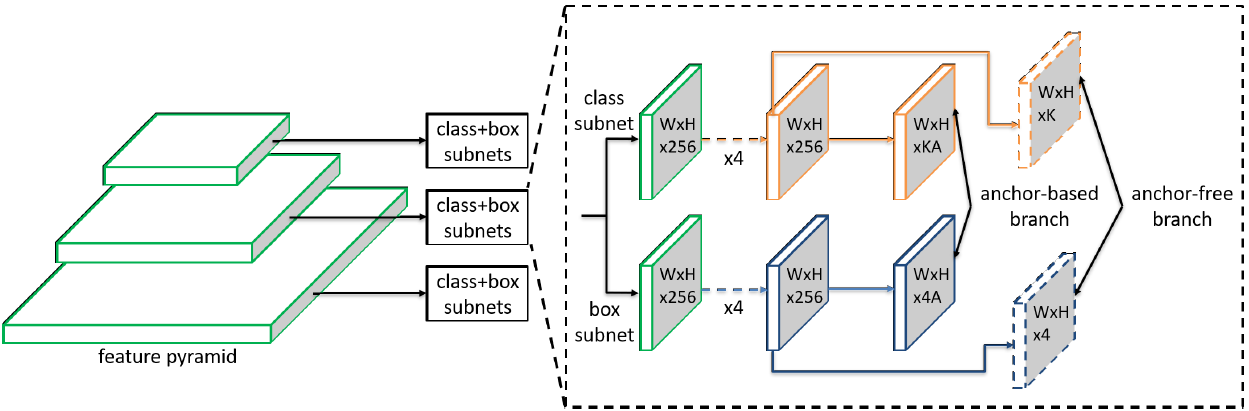 class+box
subnets
class+box
subnets
class+box
subnets
feature pyramid
class
subnet
WxH
x256
x4
WxH
x256
WxH
xKA
WxH
xK
anchor-based
branch
anchor-free
branch
WxH
x256
x4
WxH
x256
WxH
x4A
WxH
x4
box
subnet